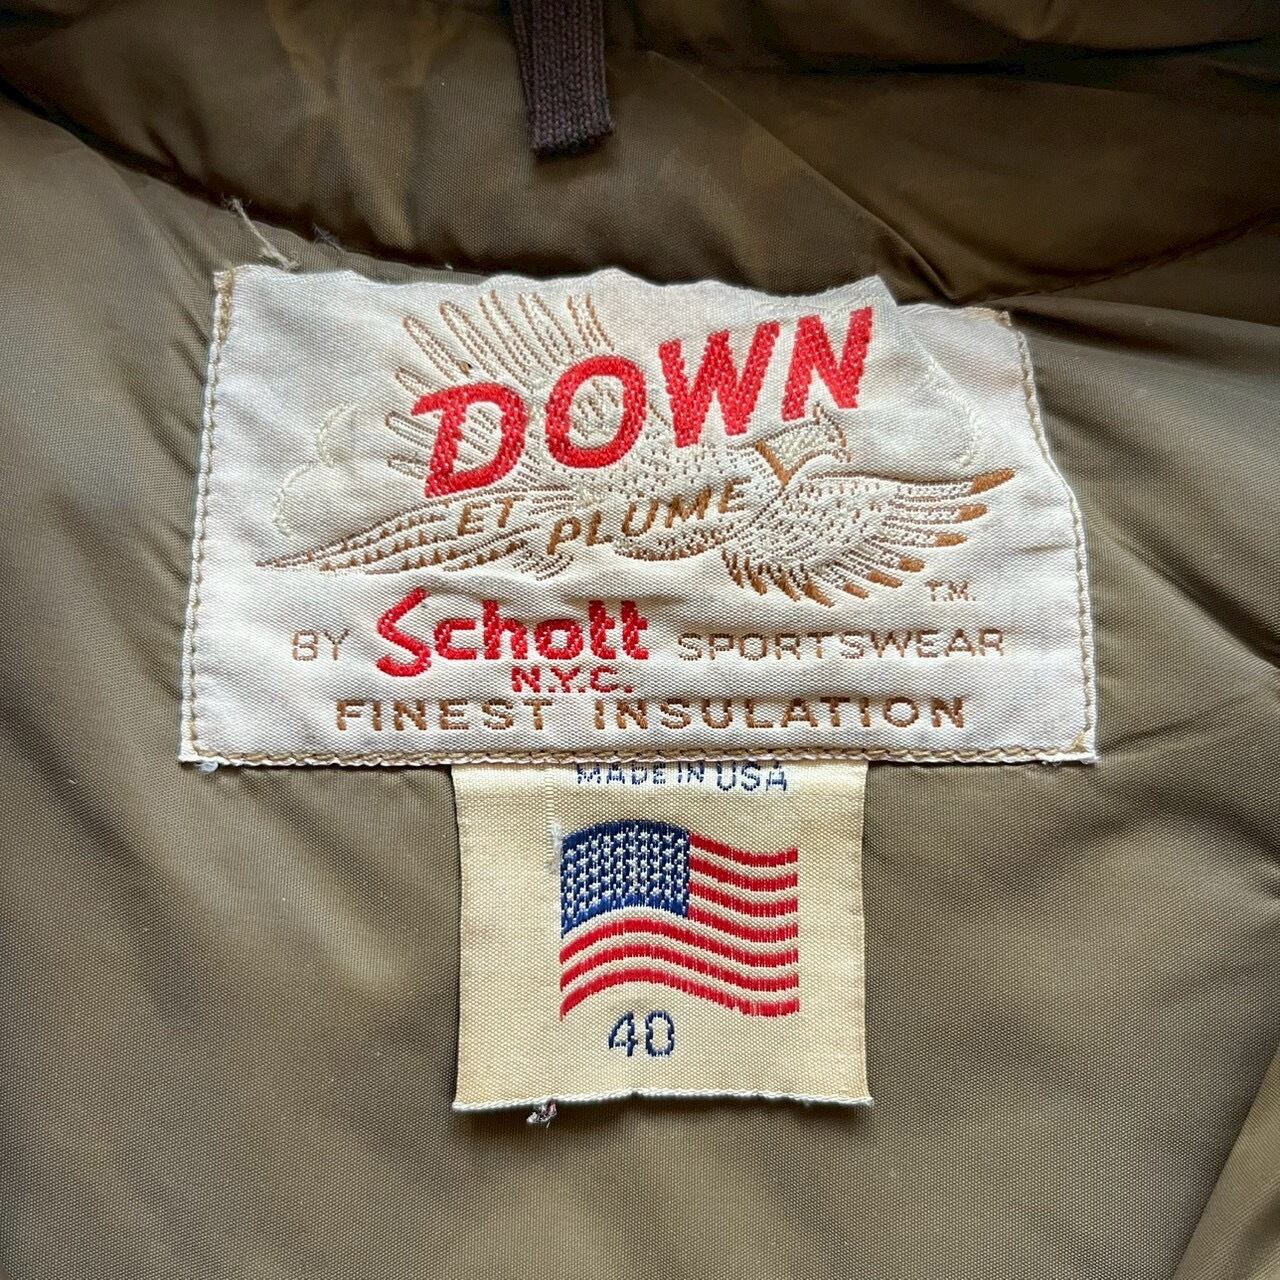 DOWN
ET PLUME
T.M.
BY Schott SPORTSWEAR
N.Y.C.
FINEST INSULATION
MADE IN USA
40